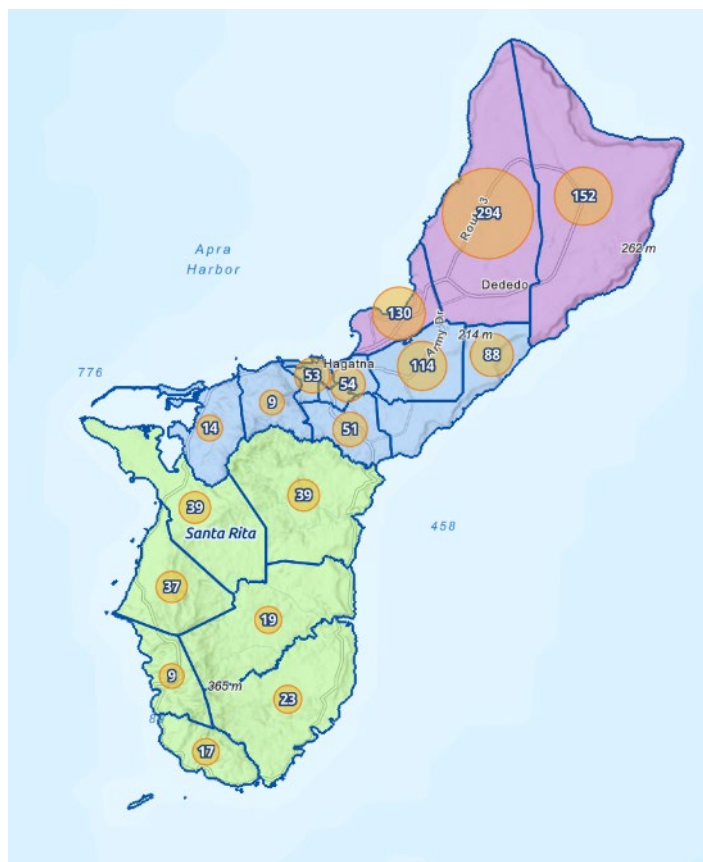 294
152
Route 3
262 m
Apra
Harbor
Dededo
130
Army Dr
214 m
88
114
Hagatna
53
54
776
9
14
51
39
39
458
Santa Rita
37
19
9
365 m
23
17